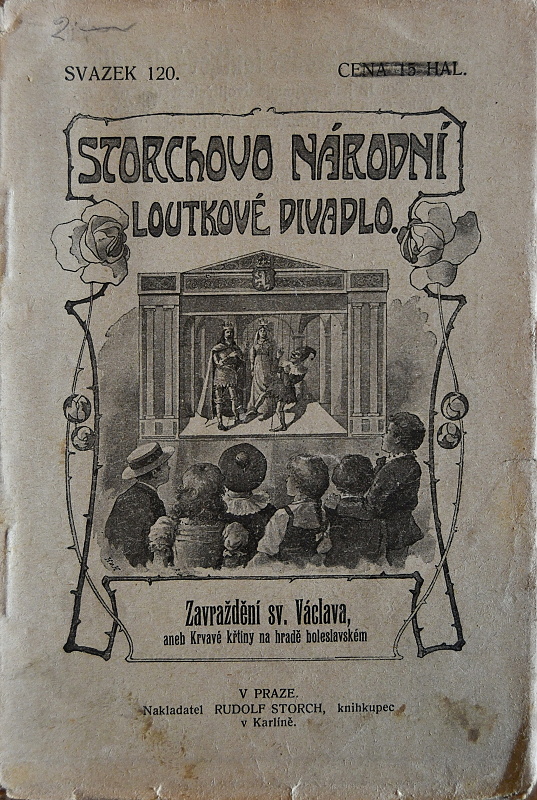 SVAZEK 120.
CENA 15 HAL.
STORCHOVO NÁRODNÍ
LOUTKOVÉ DIVADLO.
Zavraždění sv. Václava,
aneb Krvavé křtiny na hradě boleslavském
V PRAZE.
Nakladatel RUDOLF STORCH, knihkupec
v Karlíně.